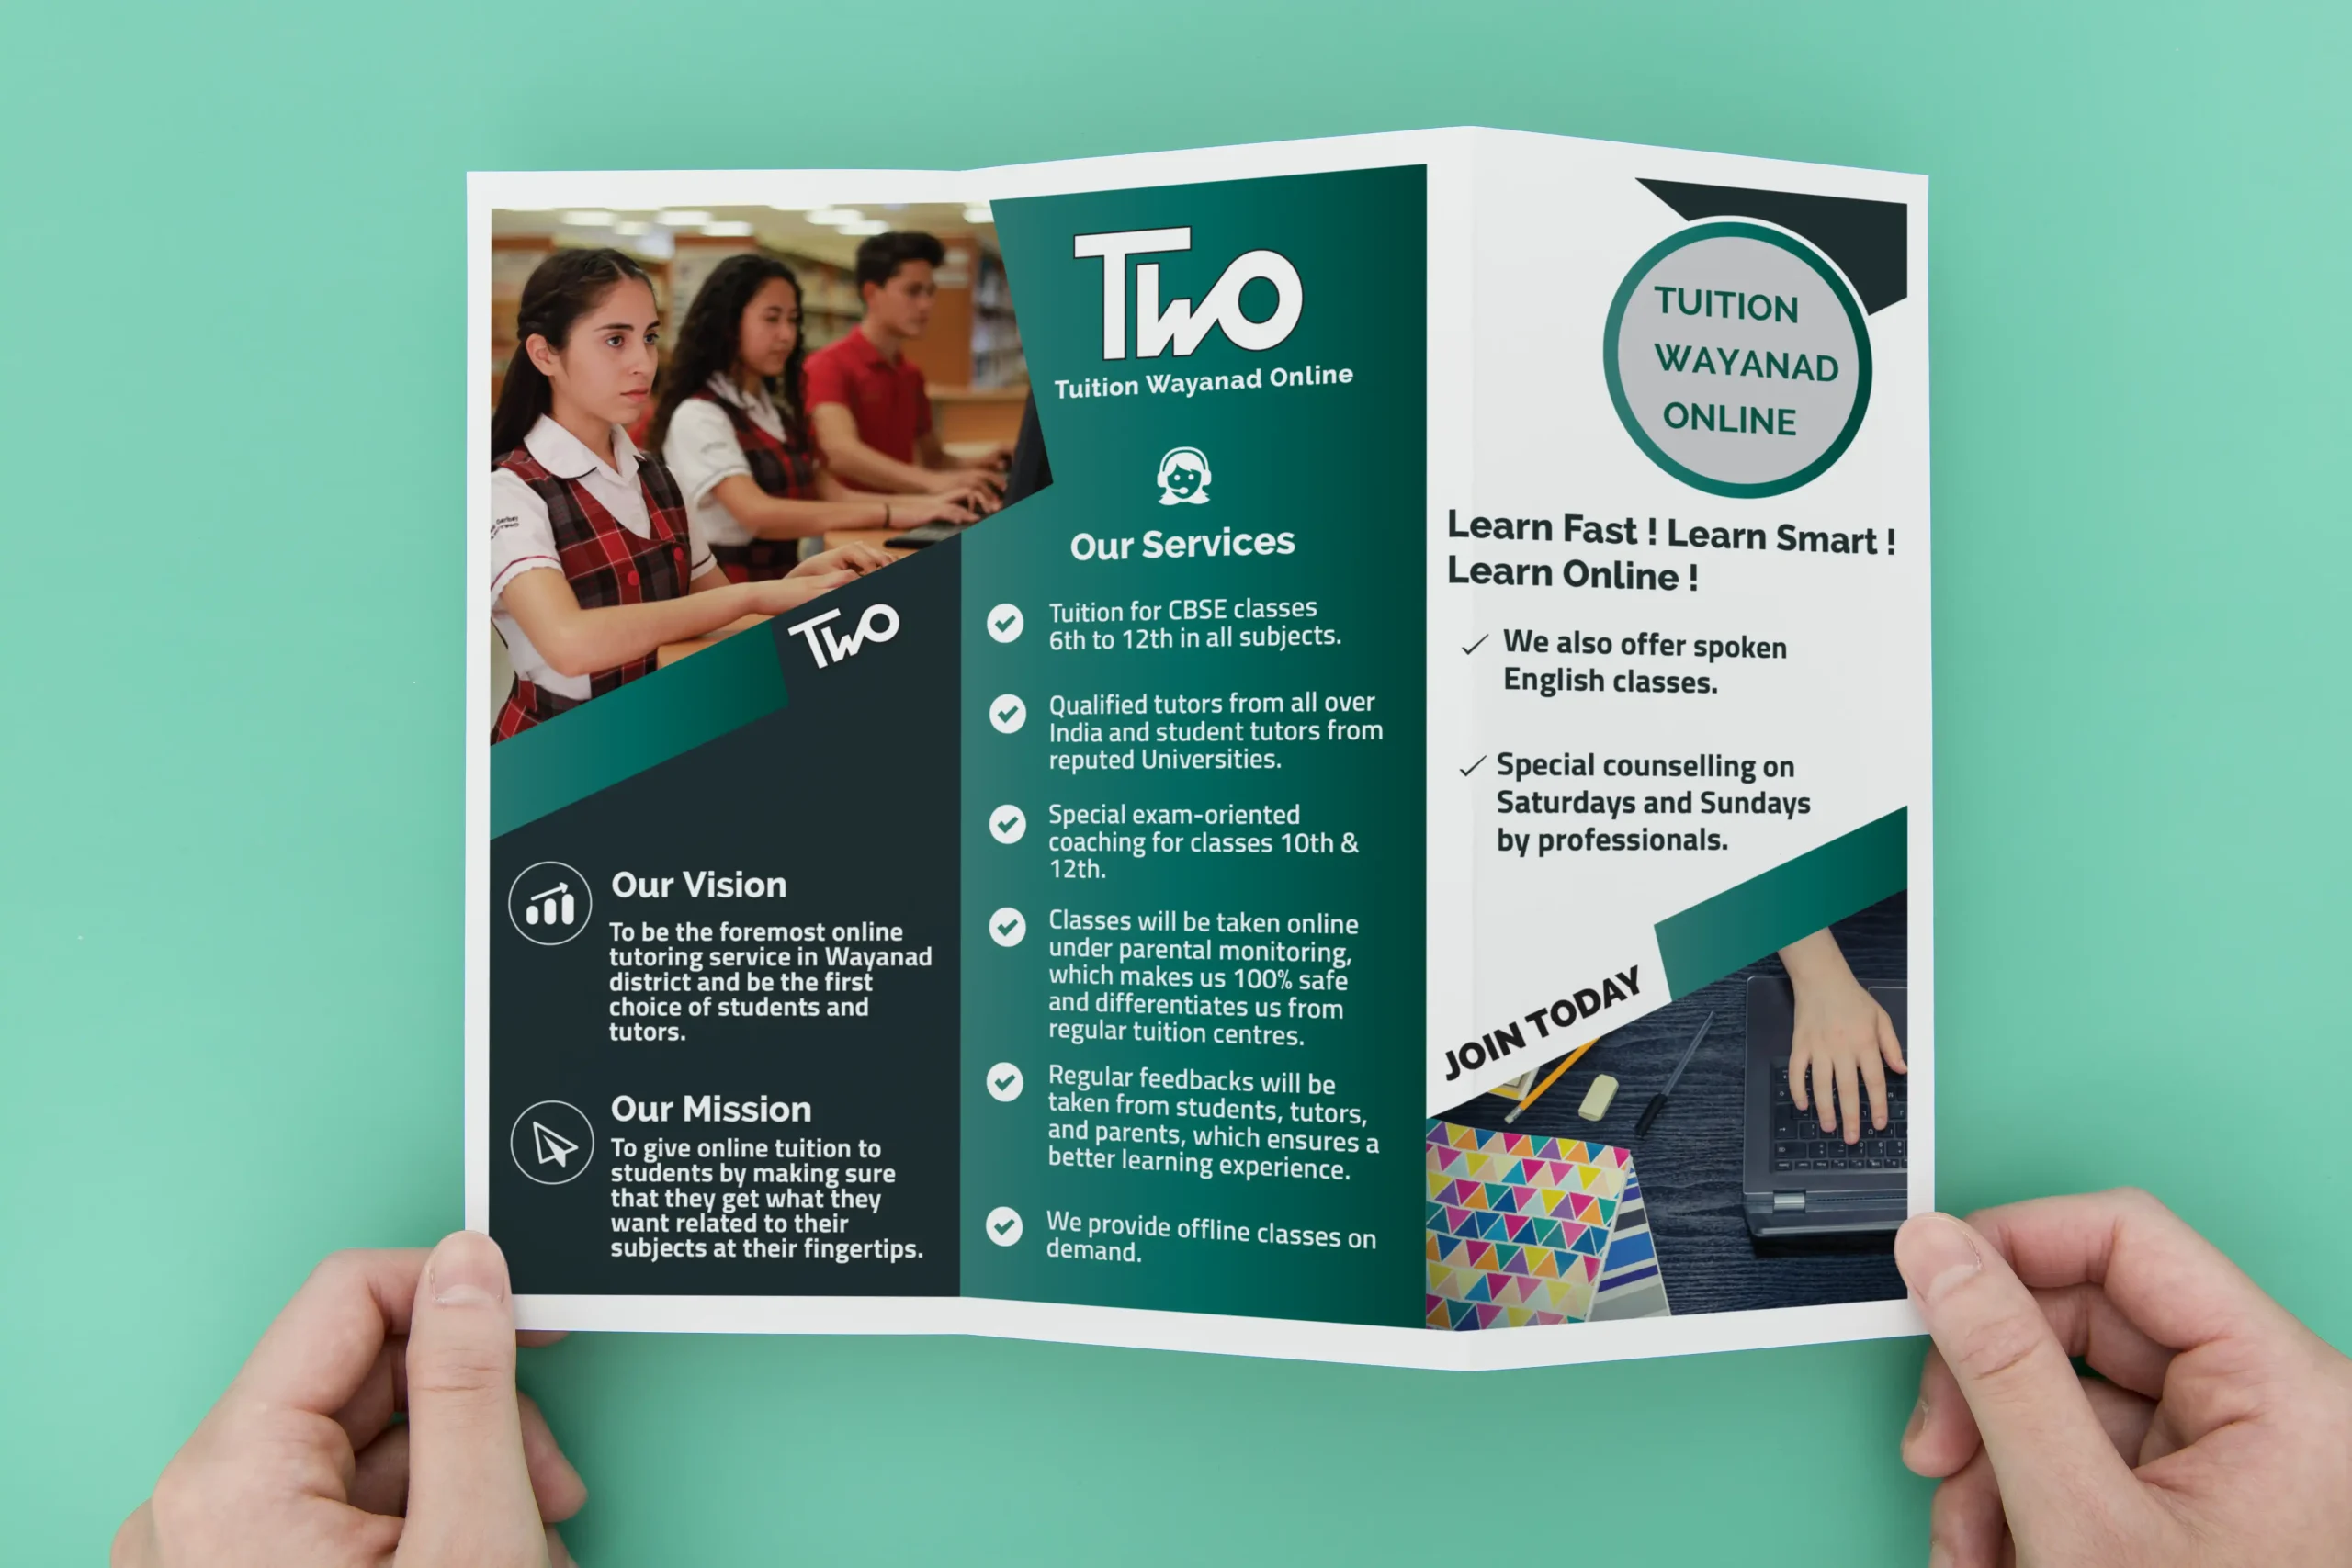 TWO
Our Vision
To be the foremost online
tutoring service in Wayanad
district and be the first
choice of students and
tutors.
Our Mission
To give online tuition to
students by making sure
that they get what they
want related to their
subjects at their fingertips.
TWO
Tuition Wayanad Online
Our Services
Tuition for CBSE classes
6th to 12th in all subjects.
Qualified tutors from all over
India and student tutors from
reputed Universities.
Special exam-oriented
coaching for classes 10th &
12th.
Classes will be taken online
under parental monitoring,
which makes us 100% safe
and differentiates us from
regular tuition centres.
Regular feedbacks will be
taken from students, tutors,
and parents, which ensures a
better learning experience.
We provide offline classes on
demand.
TUITION
WAYANAD
ONLINE
Learn Fast ! Learn Smart !
Learn Online !
We also offer spoken
English classes.
Special counselling on
Saturdays and Sundays
by professionals.
JOIN TODAY